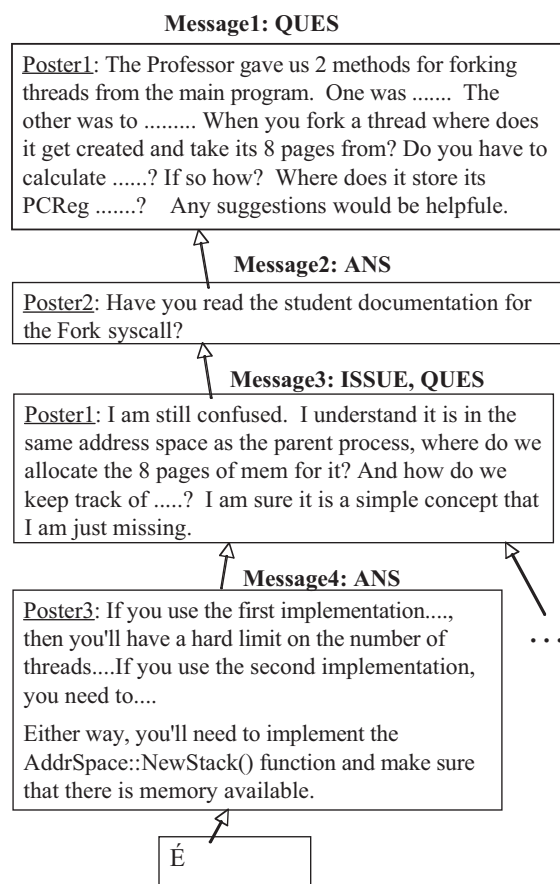 Message1: QUES
Poster1: The Professor gave us 2 methods for forking
threads from the main program.  One was .......  The
other was to ......... When you fork a thread where does
it get created and take its 8 pages from? Do you have to
calculate ......? If so how?  Where does it store its
PCReg .......?    Any suggestions would be helpfule.
Message2: ANS
Poster2: Have you read the student documentation for
the Fork syscall?
Message3: ISSUE, QUES
Poster1: I am still confused.  I understand it is in the
same address space as the parent process, where do we
allocate the 8 pages of mem for it? And how do we
keep track of .....?  I am sure it is a simple concept that
I am just missing.
Message4: ANS
Poster3: If you use the first implementation....,
then you'll have a hard limit on the number of
threads....If you use the second implementation,
you need to....
Either way, you'll need to implement the
AddrSpace::NewStack() function and make sure
that there is memory available.
...
É